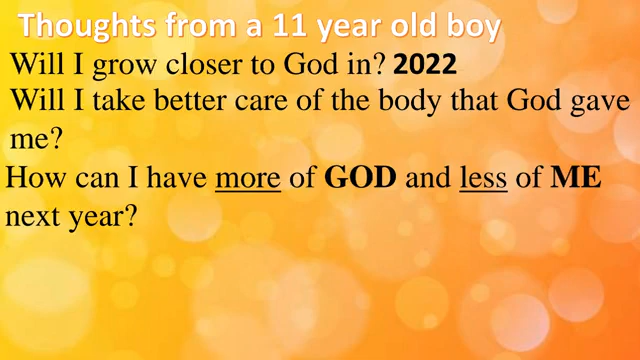 Thoughts from a 11 year old boy
Will I grow closer to God in? 2022
Will I take better care of the body that God gave
me?
How can I have more of GOD and less of ME
next year?